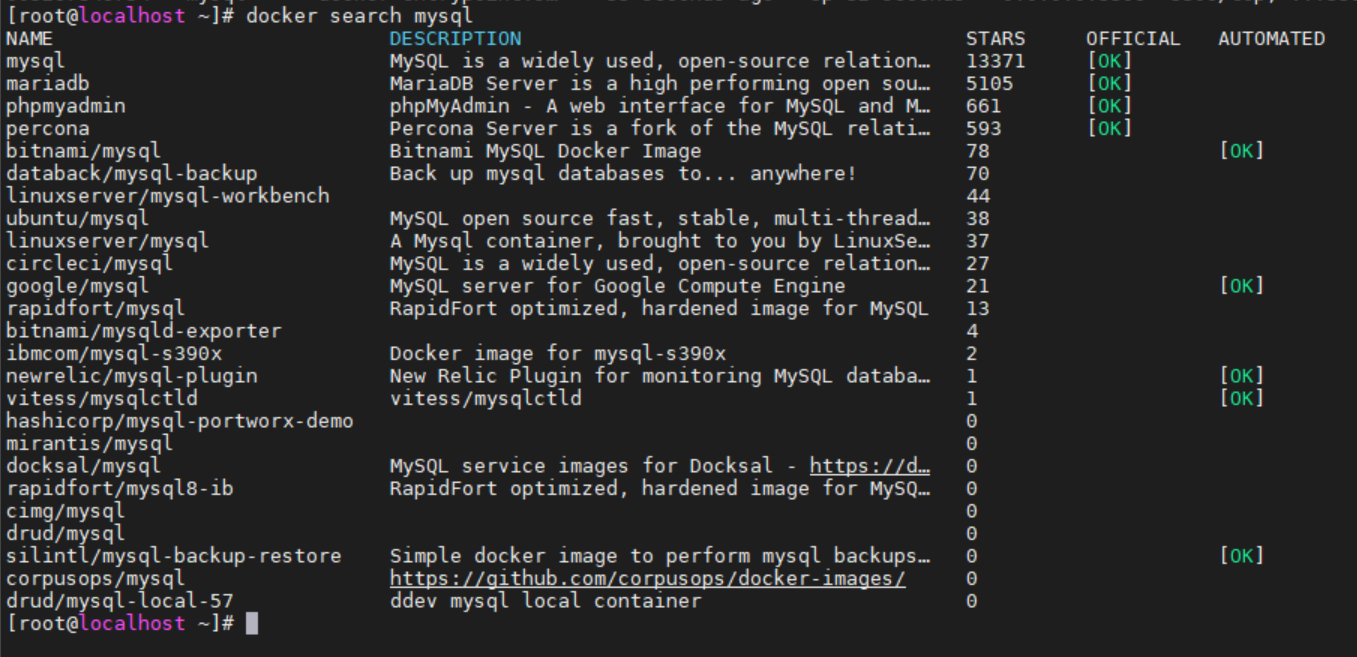 [root@localhost ~]# docker search mysql
NAME DESCRIPTION STARS OFFICIAL AUTOMATED
mysql MySQL is a widely used, open-source relation… 13371 [OK]
mariadb MariaDB Server is a high performing open sou… 5105 [OK]
phpmyadmin phpMyAdmin - A web interface for MySQL and M… 661 [OK]
percona Percona Server is a fork of the MySQL relati… 593 [OK]
bitnami/mysql Bitnami MySQL Docker Image 78 [OK]
databack/mysql-backup Back up mysql databases to... anywhere! 70
linuxserver/mysql-workbench 44
ubuntu/mysql MySQL open source fast, stable, multi-thread… 38
linuxserver/mysql A Mysql container, brought to you by LinuxSe… 37
circleci/mysql MySQL is a widely used, open-source relation… 27
google/mysql MySQL server for Google Compute Engine 21 [OK]
rapidfort/mysql RapidFort optimized, hardened image for MySQL 13
bitnami/mysqld-exporter 4
ibmcom/mysql-s390x Docker image for mysql-s390x 2
newrelic/mysql-plugin New Relic Plugin for monitoring MySQL databa… 1 [OK]
vitess/mysqlctld vitess/mysqlctld 1 [OK]
hashicorp/mysql-portworx-demo 0
mirantis/mysql 0
docksal/mysql MySQL service images for Docksal - https://d… 0
rapidfort/mysql8-ib RapidFort optimized, hardened image for MySQ… 0
cimg/mysql 0
drud/mysql 0
silintl/mysql-backup-restore Simple docker image to perform mysql backups… 0 [OK]
corpusops/mysql https://github.com/corpusops/docker-images/ 0
drud/mysql-local-57 ddev mysql local container 0
[root@localhost ~]#